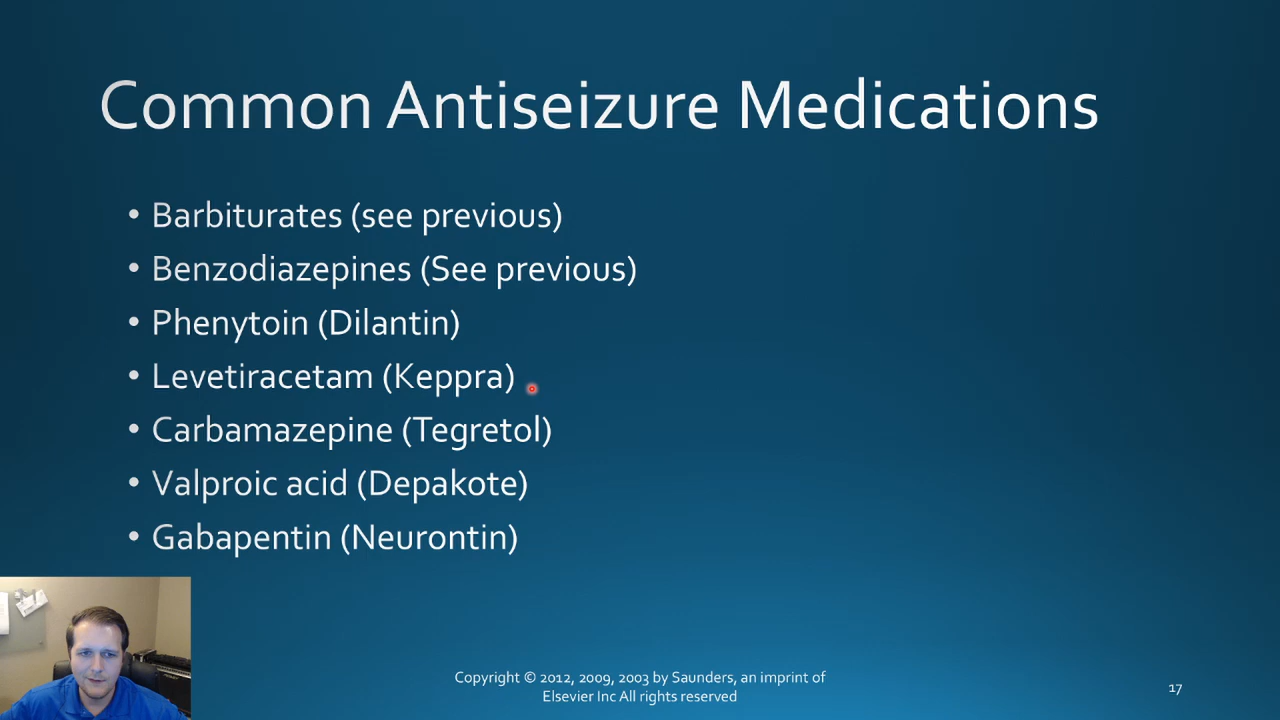 Common Antiseizure Medications
• Barbiturates (see previous)
• Benzodiazepines (See previous)
• Phenytoin (Dilantin)
• Levetiracetam (Keppra)
• Carbamazepine (Tegretol)
• Valproic acid (Depakote)
• Gabapentin (Neurontin)
Copyright © 2012, 2009, 2003 by Saunders, an imprint of
Elsevier Inc All rights reserved
17